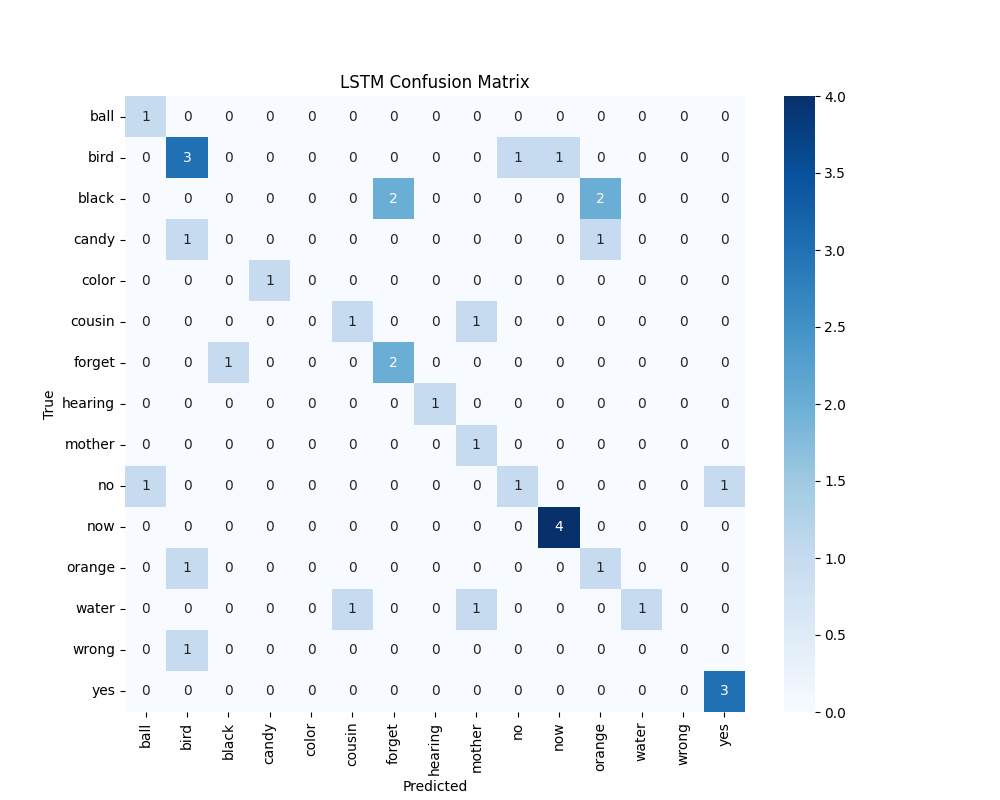 LSTM Confusion Matrix
ball 1 0 0 0 0 0 0 0 0 0 0 0 0 0 0
bird 0 3 0 0 0 0 0 0 0 1 1 0 0 0 0
black 0 0 0 0 0 0 2 0 0 0 0 2 0 0 0
candy 0 1 0 0 0 0 0 0 0 0 0 1 0 0 0
color 0 0 0 1 0 0 0 0 0 0 0 0 0 0 0
cousin 0 0 0 0 0 1 0 0 1 0 0 0 0 0 0
forget 0 0 1 0 0 0 2 0 0 0 0 0 0 0 0
hearing 0 0 0 0 0 0 0 1 0 0 0 0 0 0 0
mother 0 0 0 0 0 0 0 0 1 0 0 0 0 0 0
no 1 0 0 0 0 0 0 0 0 1 0 0 0 0 1
now 0 0 0 0 0 0 0 0 0 0 4 0 0 0 0
orange 0 1 0 0 0 0 0 0 0 0 0 1 0 0 0
water 0 0 0 0 0 1 0 0 1 0 0 0 1 0 0
wrong 0 1 0 0 0 0 0 0 0 0 0 0 0 0 0
yes 0 0 0 0 0 0 0 0 0 0 0 0 0 0 3
True
ball bird black candy color cousin forget hearing mother no now orange water wrong yes
Predicted
4.0
3.5
3.0
2.5
2.0
1.5
1.0
0.5
0.0